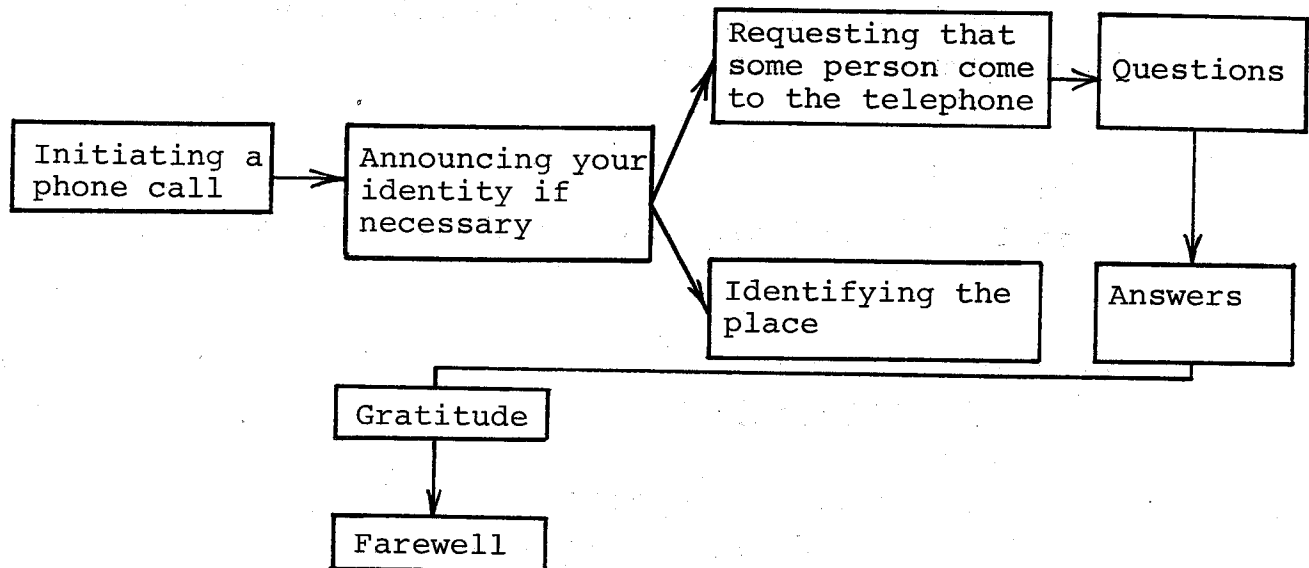 Initiating a
phone call
Announcing your
identity if
necessary
Requesting that
some person come
to the telephone
Questions
Identifying the
place
Answers
Gratitude
Farewell